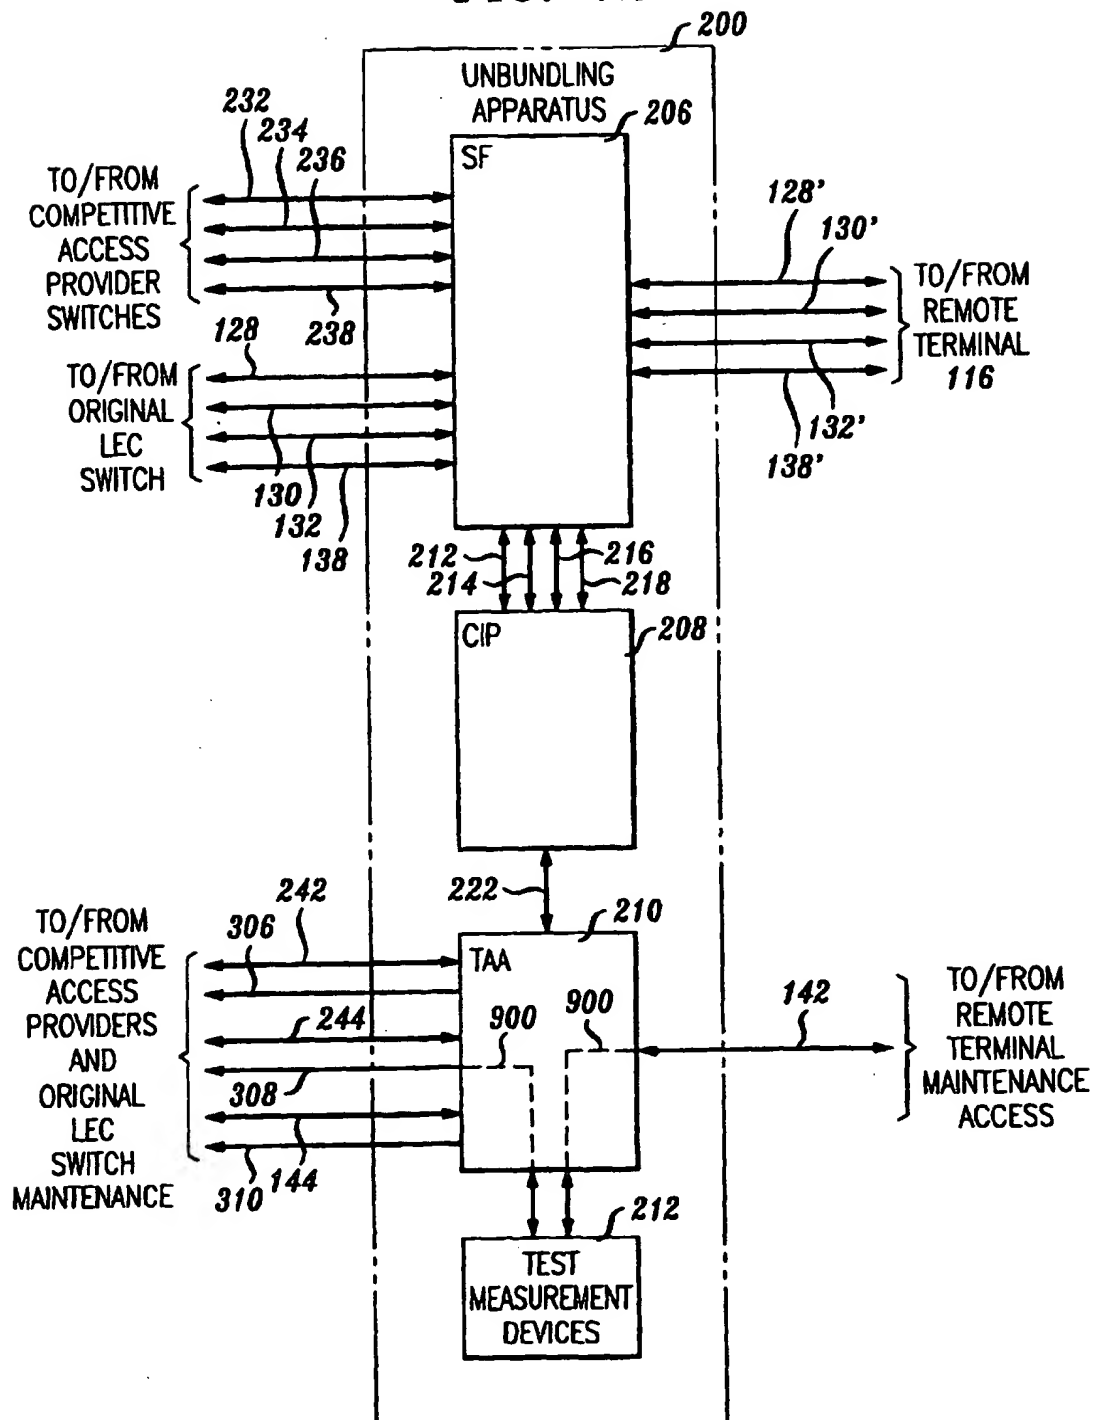 200
UNBUNDLING
APPARATUS
206
SF
232
234
236
TO/FROM
COMPETITIVE
ACCESS
PROVIDER
SWITCHES
238
128'
130'
TO/FROM
REMOTE
TERMINAL
116
132'
138'
128
TO/FROM
ORIGINAL
LEC
SWITCH
130
132
138
212
214
216
218
CIP
208
222
210
TAA
242
306
TO/FROM
COMPETITIVE
ACCESS
PROVIDERS
AND
ORIGINAL
LEC
SWITCH
MAINTENANCE
244
900
900
308
144
310
142
TO/FROM
REMOTE
TERMINAL
MAINTENANCE
ACCESS
212
TEST
MEASUREMENT
DEVICES